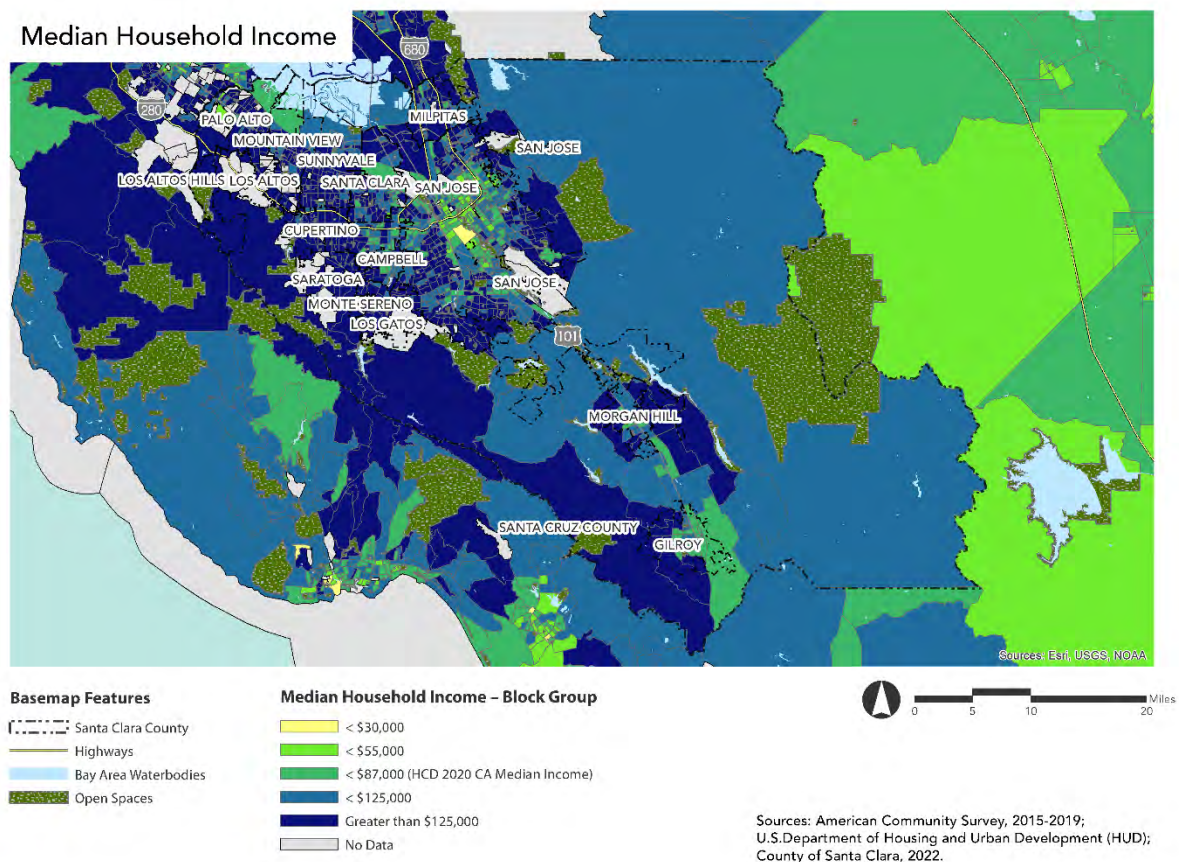 Median Household Income
680
280
PALO ALTO
MILPITAS
MOUNTAIN VIEW
SAN JOSE
SUNNYVALE
LOS ALTOS HILLS
LOS ALTOS
SANTA CLARA
SAN JOSE
CUPERTINO
CAMPBELL
SARATOGA
SAN JOSE
MONTE SERENO
LOS GATOS
101
MORGAN HILL
SANTA CRUZ COUNTY
GILROY
Sources: Esri, USGS, NOAA
Basemap Features
Santa Clara County
Highways
Bay Area Waterbodies
Open Spaces
Median Household Income – Block Group
< $30,000
< $55,000
< $87,000 (HCD 2020 CA Median Income)
< $125,000
Greater than $125,000
No Data
Miles
0 5 10 20
Sources: American Community Survey, 2015-2019;
U.S.Department of Housing and Urban Development (HUD);
County of Santa Clara, 2022.